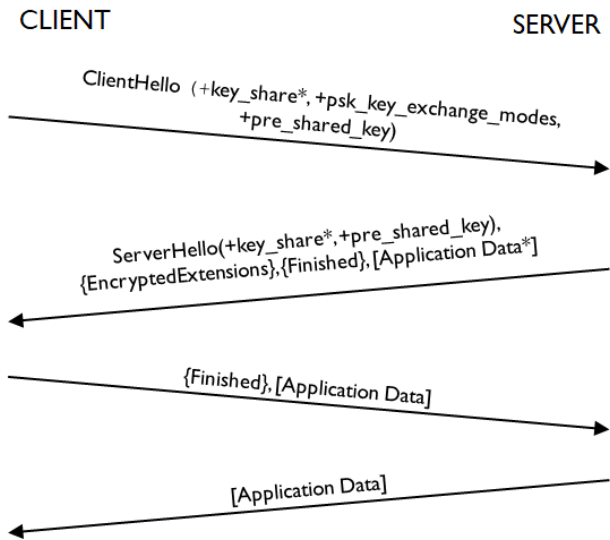 CLIENT
SERVER
ClientHello (+key_share*, +psk_key_exchange_modes,
+pre_shared_key)
ServerHello(+key_share*,+pre_shared_key),
{EncryptedExtensions},{Finished},[Application Data*]
{Finished},[Application Data]
[Application Data]